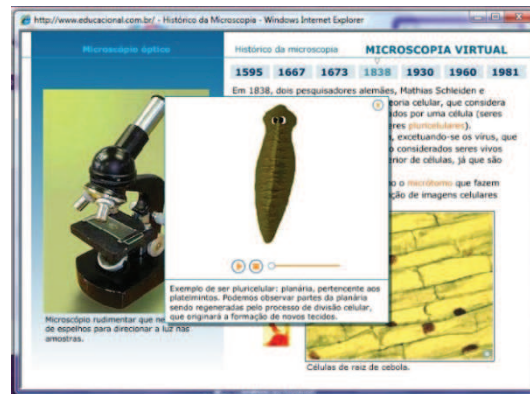 http://www.educacional.com.br/ - Histórico da Microscopia - Windows Internet Explorer
Microscópio óptico
Histórico da microscopia
MICROSCOPIA VIRTUAL
1595 1667 1673 1838 1930 1960 1981
Em 1838, dois pesquisadores alemães, Mathias Schleiden e
eoria celular, que considera
dos por uma célula (seres
eres pluricelulares).
, excetuando-se os vírus, que
o considerados seres vivos
erior de células, já que são
o o micrótomo que fazem
ção de imagens celulares
Exemplo de ser pluricelular: planária, pertencente aos
platelmintos. Podemos observar partes da planária
sendo regeneradas pelo processo de divisão celular,
que originará a formação de novos tecidos.
Microscópio rudimentar que ne
de espelhos para direcionar a luz nas
amostras.
Células de raiz de cebola.